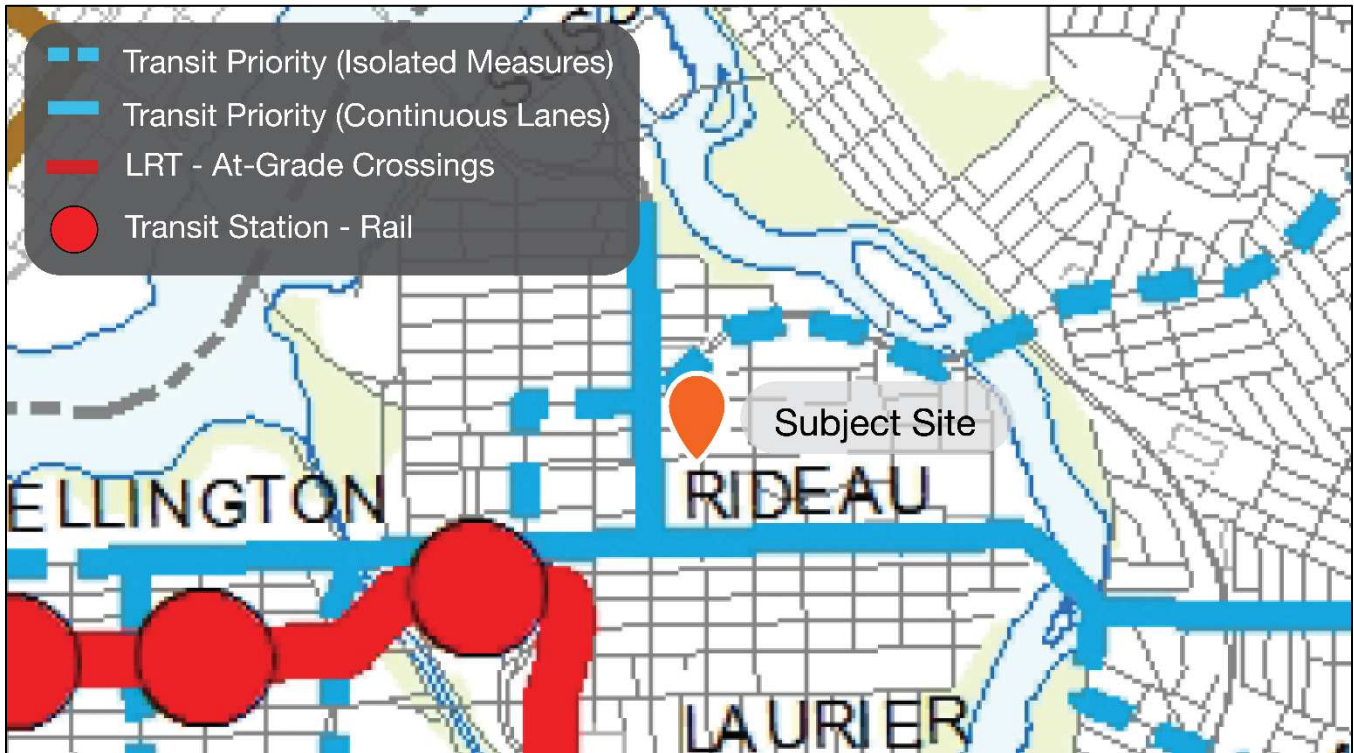 Transit Priority (Isolated Measures)
Transit Priority (Continuous Lanes)
LRT - At-Grade Crossings
Transit Station - Rail
Subject Site
ELLINGTON
RIDEAU
LAURIER